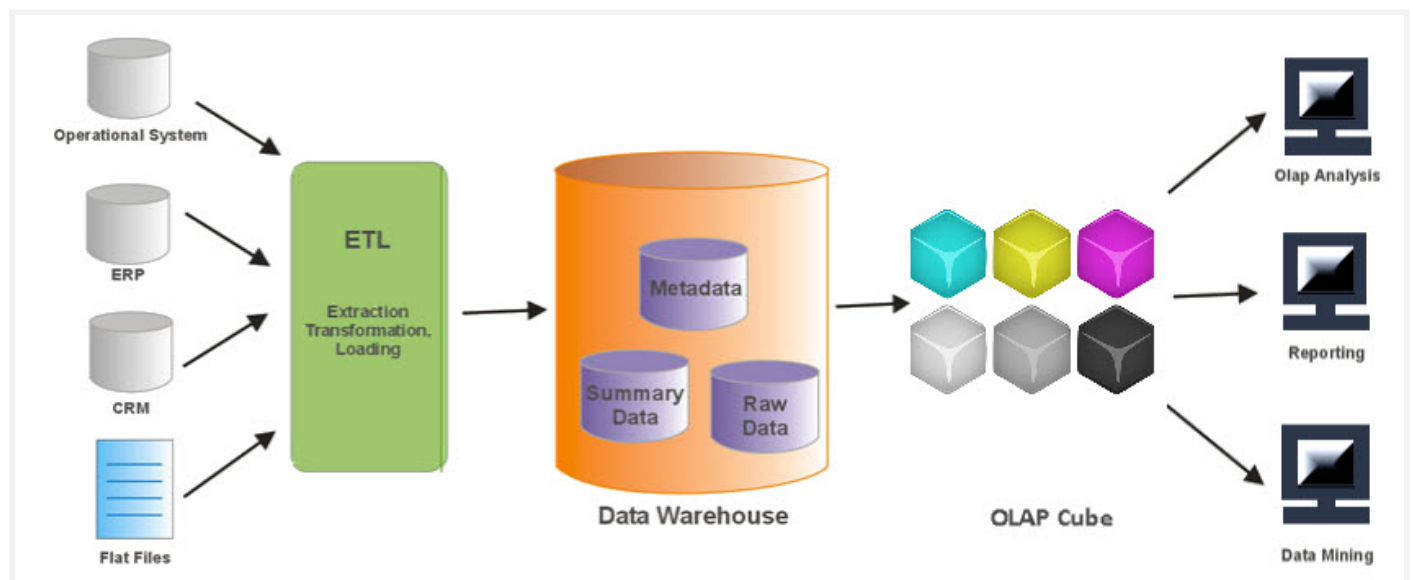 Operational System
ERP
CRM
Flat Files
ETL
Extraction
Transformation,
Loading
Metadata
Summary
Data
Raw
Data
Data Warehouse
OLAP Cube
Olap Analysis
Reporting
Data Mining